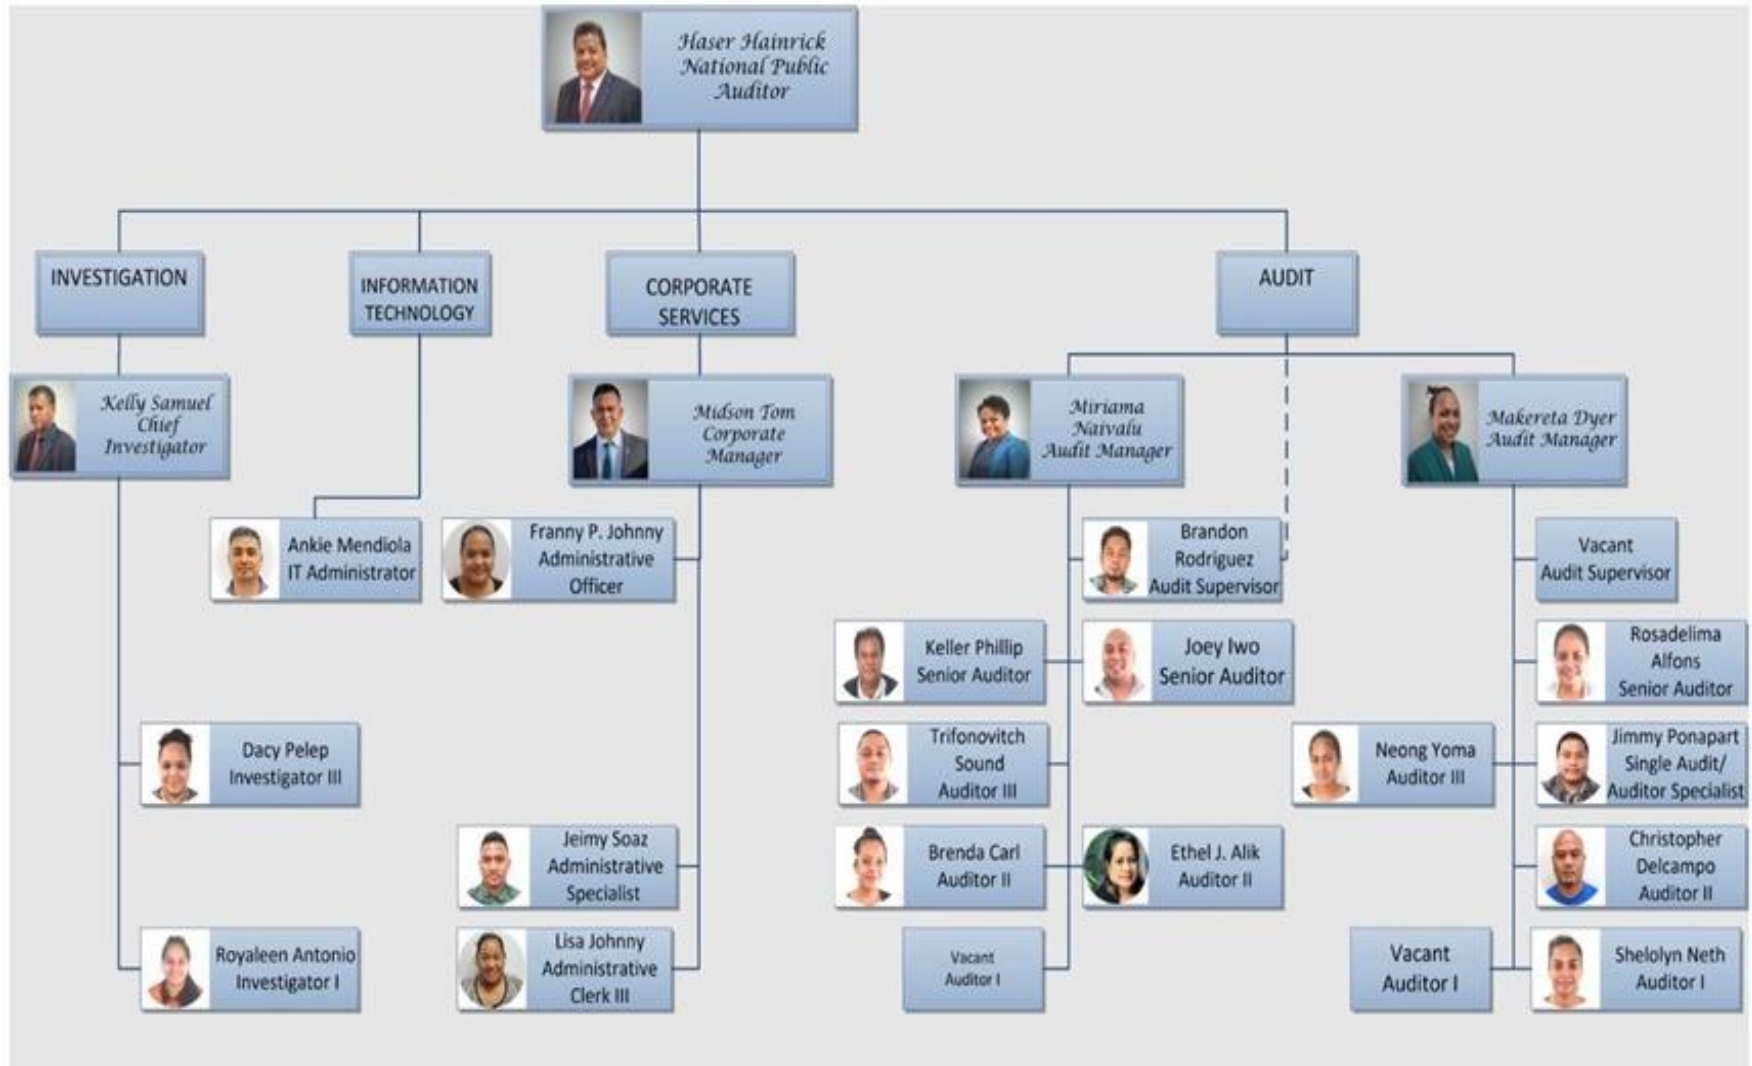 Haser Hainrick
National Public
Auditor
INVESTIGATION
INFORMATION
TECHNOLOGY
CORPORATE
SERVICES
AUDIT
Kelly Samuel
Chief
Investigator
Midson Tom
Corporate
Manager
Miriama
Naivalu
Audit Manager
Makereta Dyer
Audit Manager
Ankie Mendiola
IT Administrator
Franny P. Johnny
Administrative
Officer
Brandon
Rodriguez
Audit Supervisor
Vacant
Audit Supervisor
Keller Phillip
Senior Auditor
Joey Iwo
Senior Auditor
Rosadelima
Alfons
Senior Auditor
Dacy Pelep
Investigator III
Trifonovitch
Sound
Auditor III
Neong Yoma
Auditor III
Jimmy Ponapart
Single Audit/
Auditor Specialist
Jeimy Soaz
Administrative
Specialist
Brenda Carl
Auditor II
Ethel J. Alik
Auditor II
Christopher
Delcampo
Auditor II
Royaleen Antonio
Investigator I
Lisa Johnny
Administrative
Clerk III
Vacant
Auditor I
Vacant
Auditor I
Shelolyn Neth
Auditor I